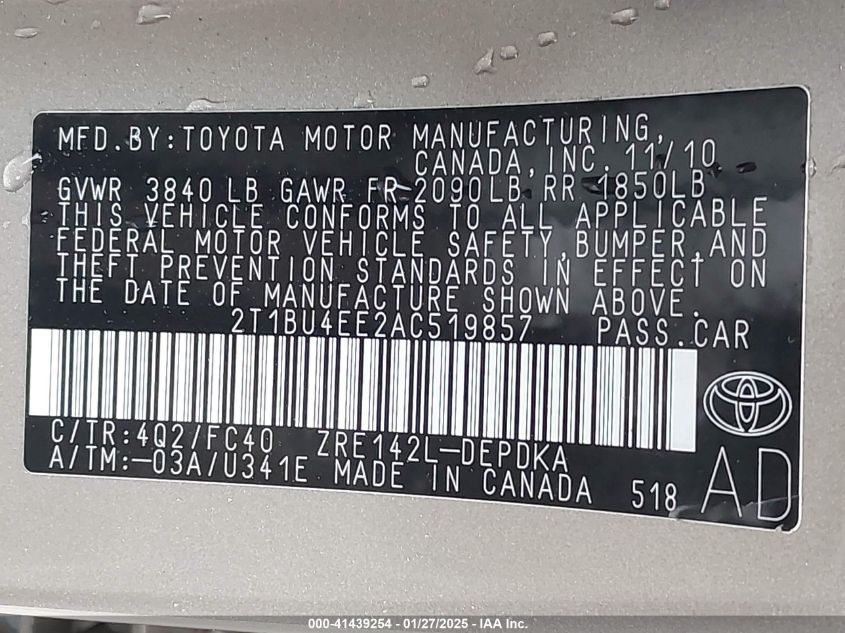 MFD.BY:TOYOTA MOTOR MANUFACTURING,
CANADA,INC. 11/10
GVWR 3840 LB GAWR FR 2090LB RR 1850LB
THIS VEHICLE CONFORMS TO ALL APPLICABLE
FEDERAL MOTOR VEHICLE SAFETY,BUMPER,AND
THEFT PREVENTION STANDARDS IN EFFECT ON
THE DATE OF MANUFACTURE SHOWN ABOVE.
2T1BU4EE2AC519857 PASS.CAR
C/TR:4Q2/FC40 ZRE142L-DEPDKA
A/TM:-03A/U341E MADE IN CANADA 518 AD
000-41439254 - 01/27/2025 - IAA Inc.